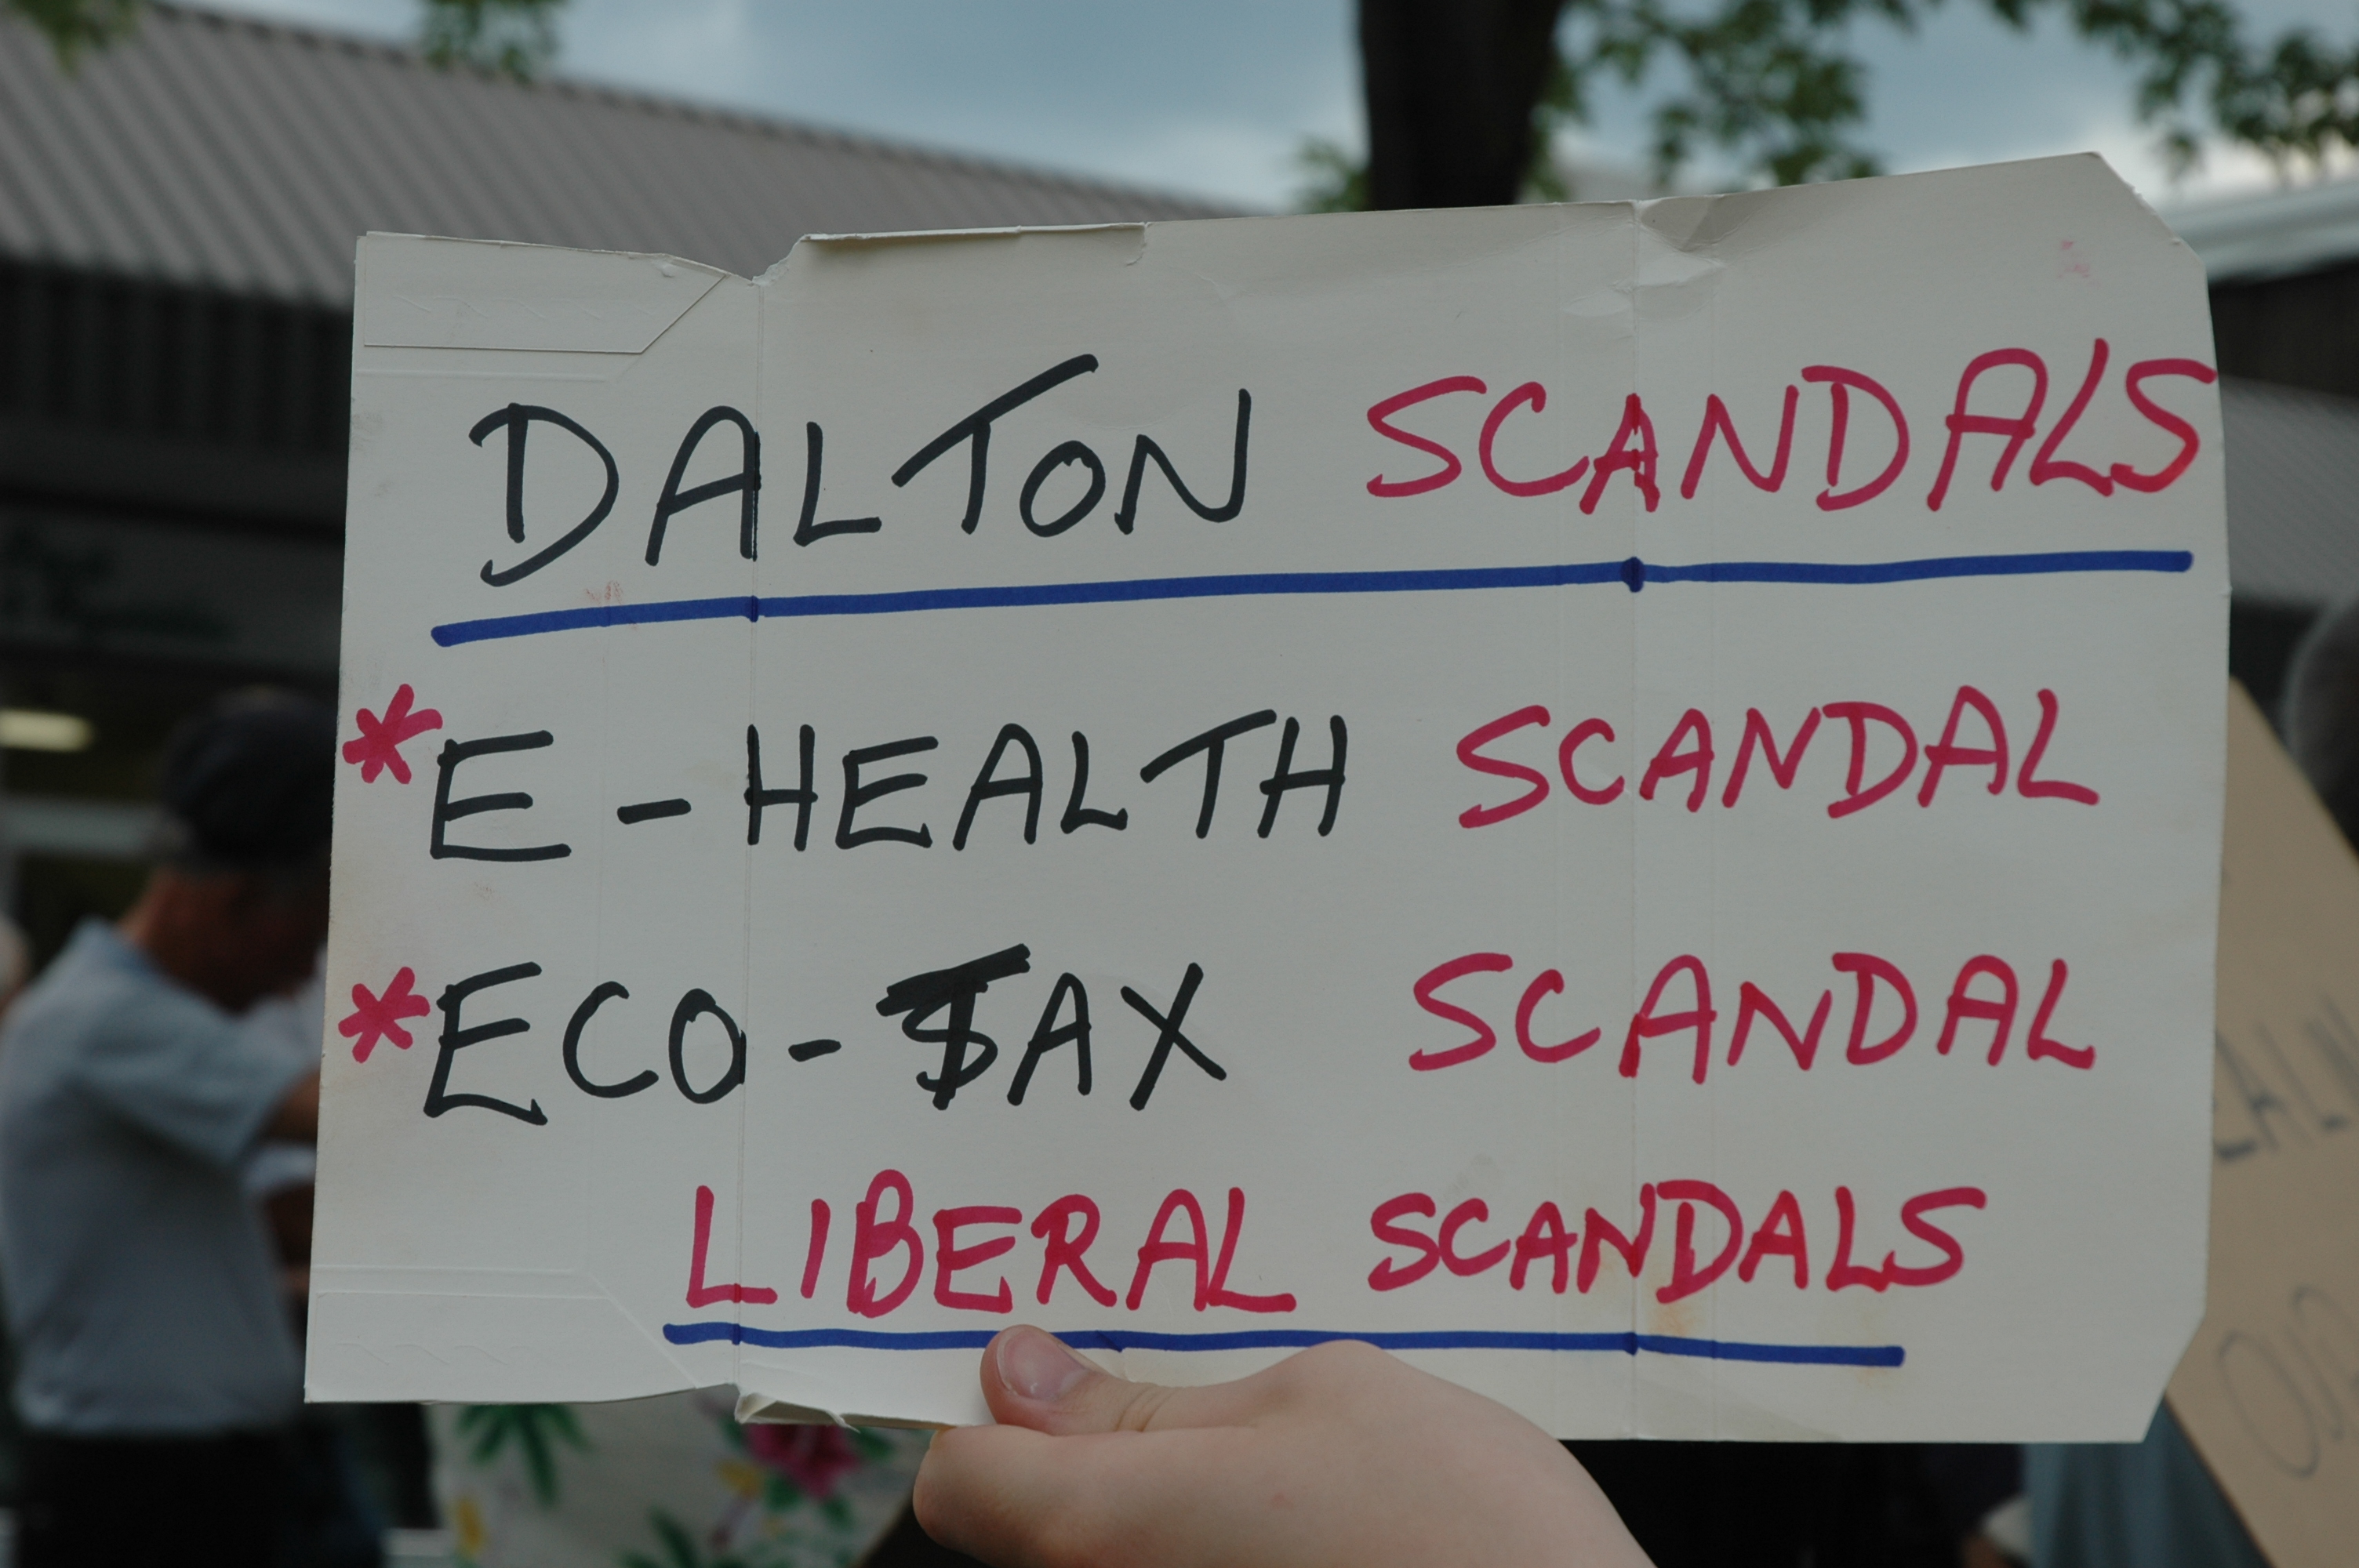 DALTON SCANDALS
*E-HEALTH SCANDAL
*ECO-$AX SCANDAL
LIBERAL SCANDALS